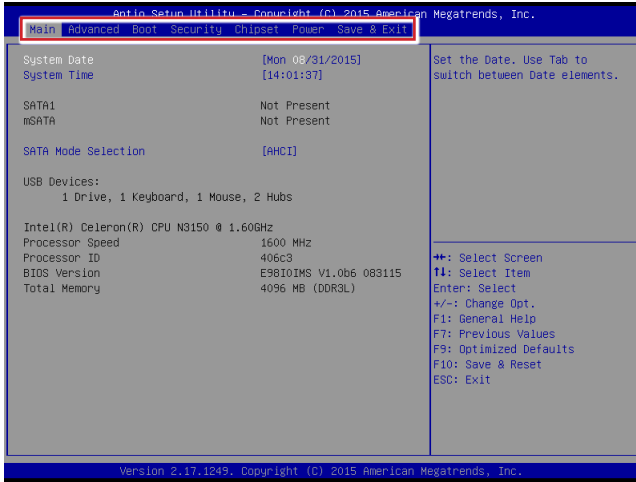 Aptio Setup Utility – Copyright (C) 2015 American Megatrends, Inc.
Main Advanced Boot Security Chipset Power Save & Exit
System Date [Mon 08/31/2015]
System Time [14:01:37]
SATA1 Not Present
mSATA Not Present
SATA Mode Selection [AHCI]
USB Devices:
1 Drive, 1 Keyboard, 1 Mouse, 2 Hubs
Intel(R) Celeron(R) CPU N3150 @ 1.60GHz
Processor Speed 1600 MHz
Processor ID 406c3
BIOS Version E98I0IMS V1.0b6 083115
Total Memory 4096 MB (DDR3L)
Set the Date. Use Tab to
switch between Date elements.
→←: Select Screen
↑↓: Select Item
Enter: Select
+/-: Change Opt.
F1: General Help
F7: Previous Values
F9: Optimized Defaults
F10: Save & Reset
ESC: Exit
Version 2.17.1249. Copyright (C) 2015 American Megatrends, Inc.